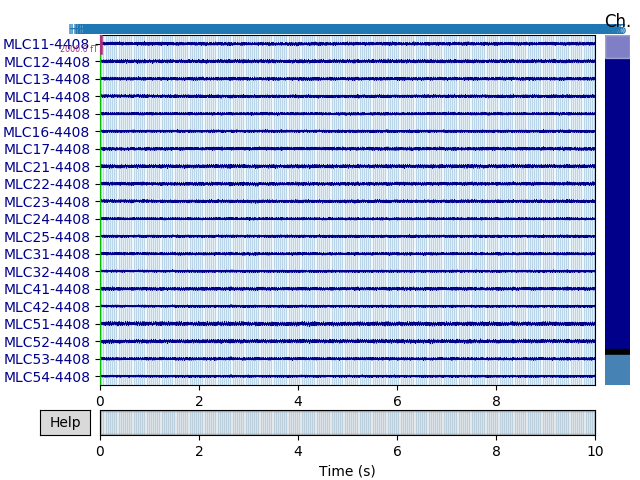 Ch.
MLC11-4408
MLC12-4408
MLC13-4408
MLC14-4408
MLC15-4408
MLC16-4408
MLC17-4408
MLC21-4408
MLC22-4408
MLC23-4408
MLC24-4408
MLC25-4408
MLC31-4408
MLC32-4408
MLC41-4408
MLC42-4408
MLC51-4408
MLC52-4408
MLC53-4408
MLC54-4408
0 2 4 6 8
Help
0 2 4 6 8 10
Time (s)